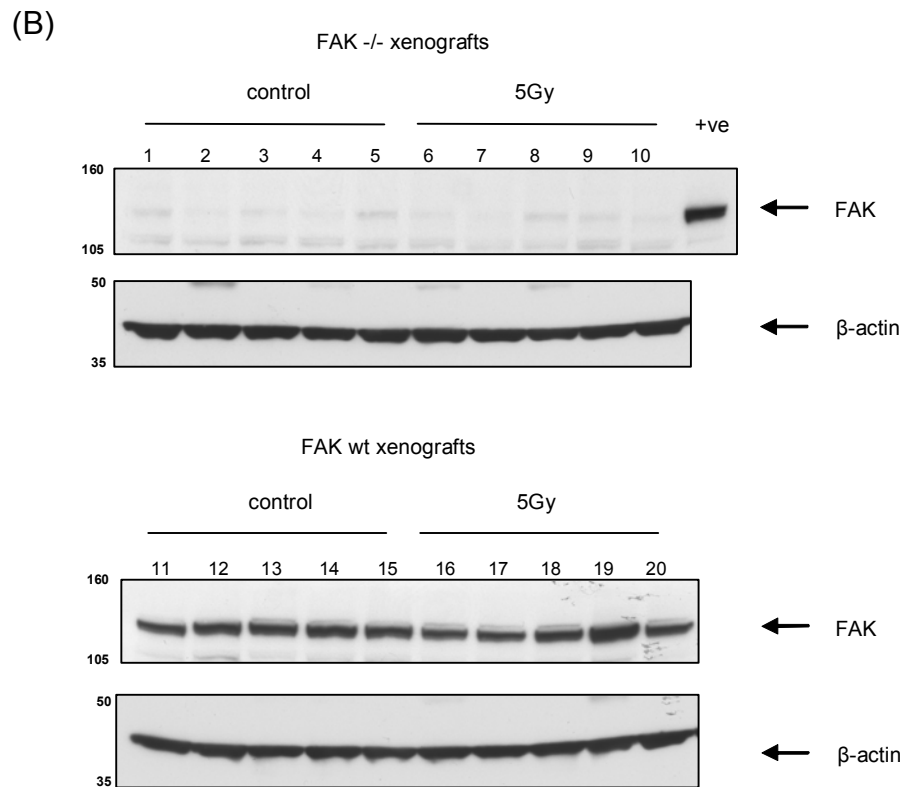 (B)
FAK -/- xenografts
control 5Gy
+ve
1 2 3 4 5 6 7 8 9 10
160
FAK
105
50
β-actin
35
FAK wt xenografts
control 5Gy
11 12 13 14 15 16 17 18 19 20
160
FAK
105
50
β-actin
35